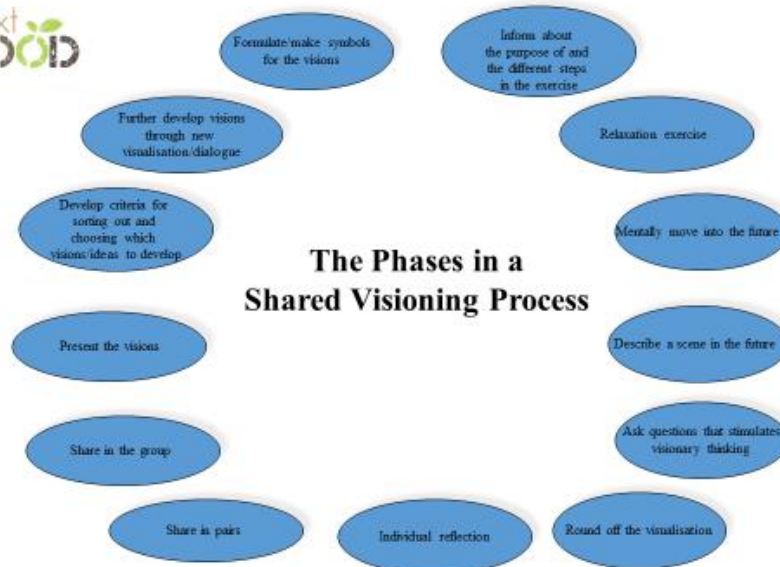 xt
OOD
Formulate/make symbols
for the visions
Inform about
the purpose of and
the different steps
in the exercise
Further develop visions
through new
visualisation/dialogue
Relaxation exercise
Develop criteria for
sorting out and
choosing which
visions/ideas to develop
Mentally move into the future
The Phases in a
Shared Visioning Process
Present the visions
Describe a scene in the future
Share in the group
Ask questions that stimulates
visionary thinking
Share in pairs
Individual reflection
Round off the visualisation